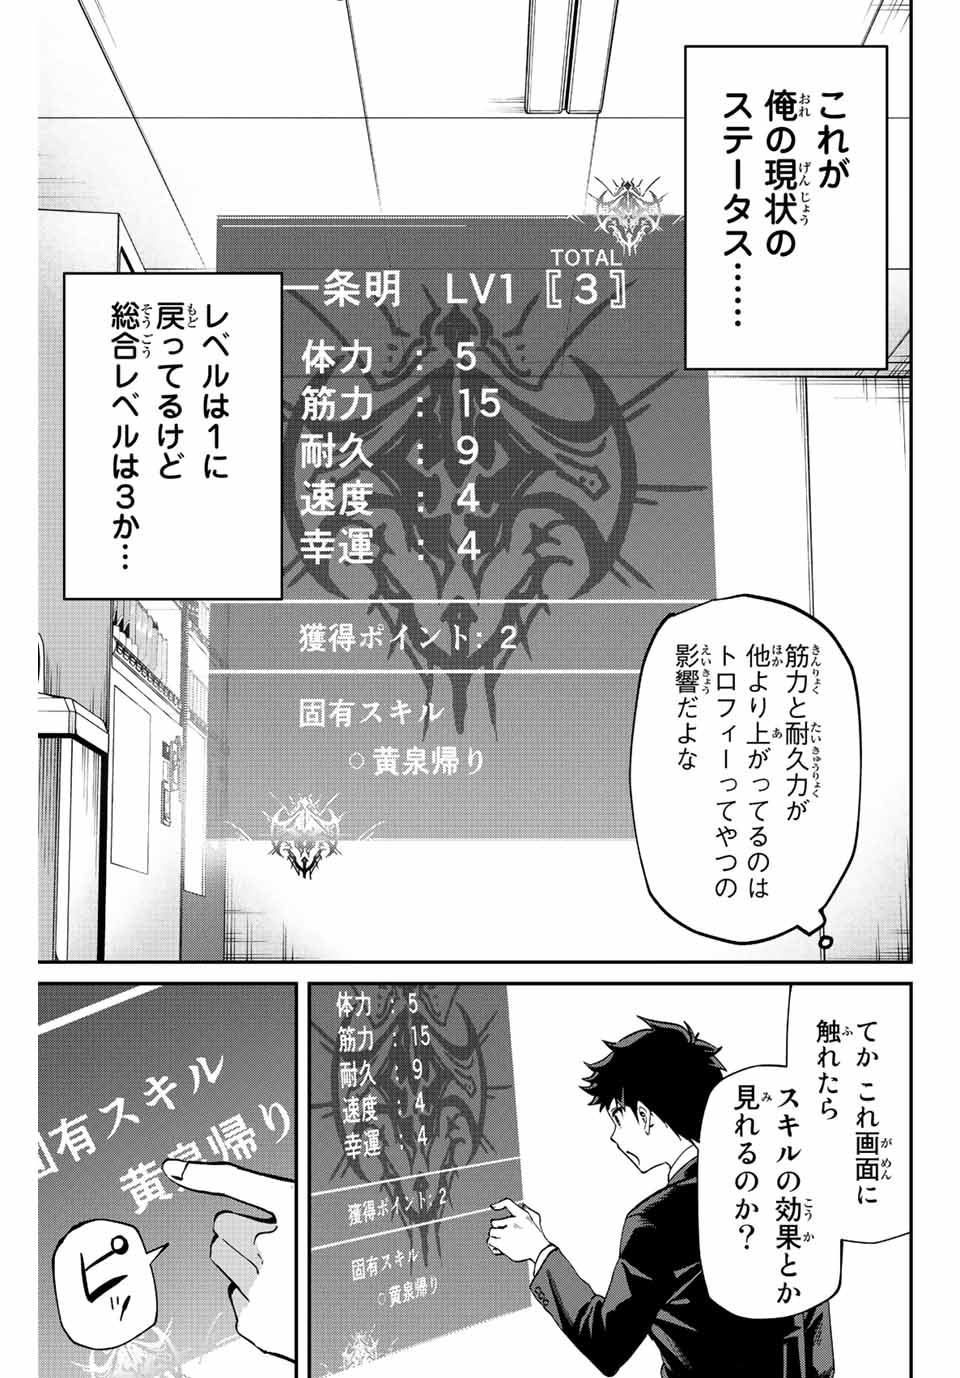 これが
俺の現状の
ステータス……
TOTAL
一条明 LV1〚3〛
体力 : 5
筋力 : 15
耐久 : 9
速度 : 4
幸運 : 4
獲得ポイント: 2
固有スキル
○黄泉帰り
レベルは1に
戻ってるけど
総合レベルは3か…
筋力と耐久力が
他より上がってるのは
トロフィーってやつの
影響だよな
てか これ画面に
触れたら
スキルの効果とか
見れるのか?
体力 : 5
筋力 : 15
耐久 : 9
速度 : 4
幸運 : 4
獲得ポイント: 2
固有スキル
○黄泉帰り
固有スキル
黄泉帰り
ピッ